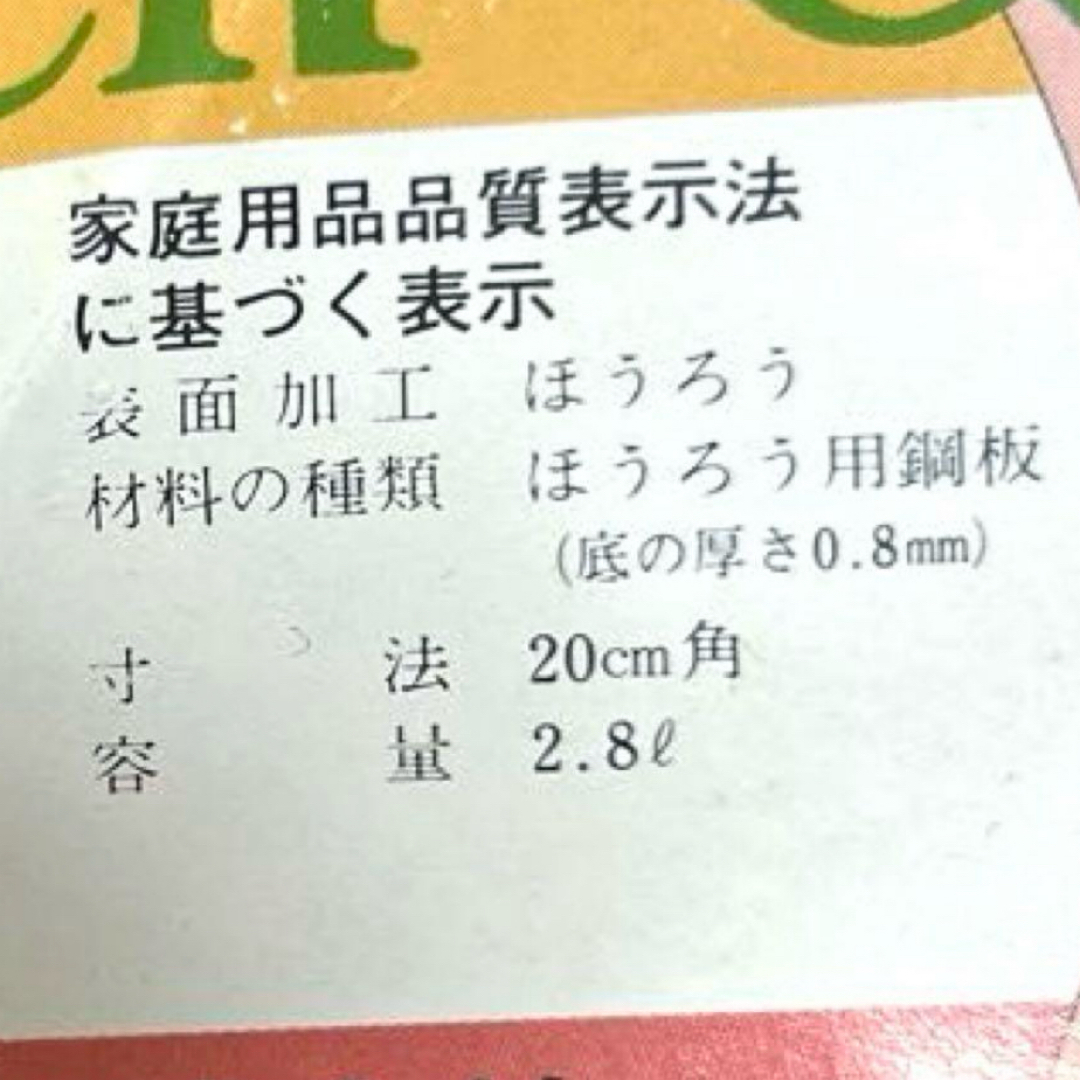 家庭用品品質表示法
に基づく表示
表面加工 ほうろう
材料の種類 ほうろう用鋼板
(底の厚さ0.8mm)
寸法 20cm角
容量 2.8ℓ